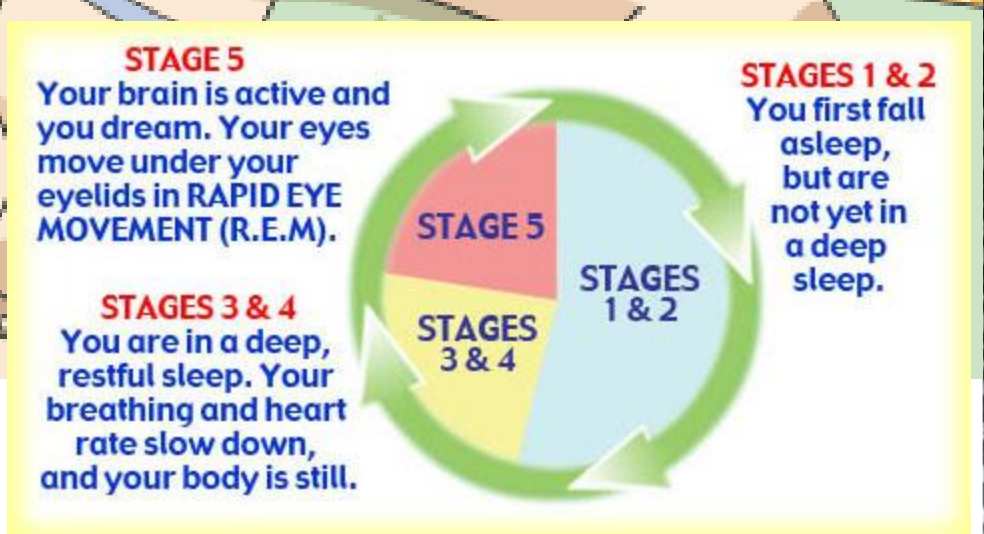 STAGE 5
Your brain is active and
you dream. Your eyes
move under your
eyelids in RAPID EYE
MOVEMENT (R.E.M).
STAGES 3 & 4
You are in a deep,
restful sleep. Your
breathing and heart
rate slow down,
and your body is still.
STAGE 5
STAGES
3 & 4
STAGES
1 & 2
STAGES 1 & 2
You first fall
asleep,
but are
not yet in
a deep
sleep.